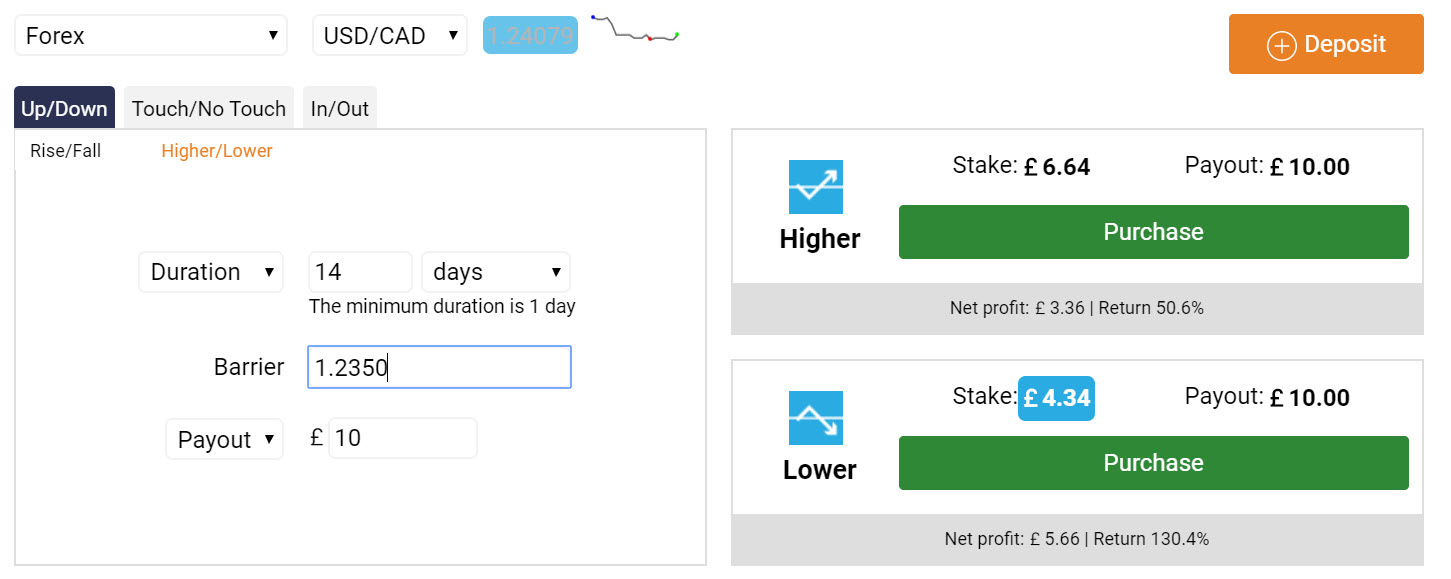 Forex USD/CAD 1.24079 Deposit
Up/Down Touch/No Touch In/Out
Rise/Fall Higher/Lower
Duration 14 days
The minimum duration is 1 day
Barrier 1.2350
Payout £ 10
Higher
Stake: £ 6.64 Payout: £ 10.00
Purchase
Net profit: £ 3.36 | Return 50.6%
Lower
Stake: £ 4.34 Payout: £ 10.00
Purchase
Net profit: £ 5.66 | Return 130.4%